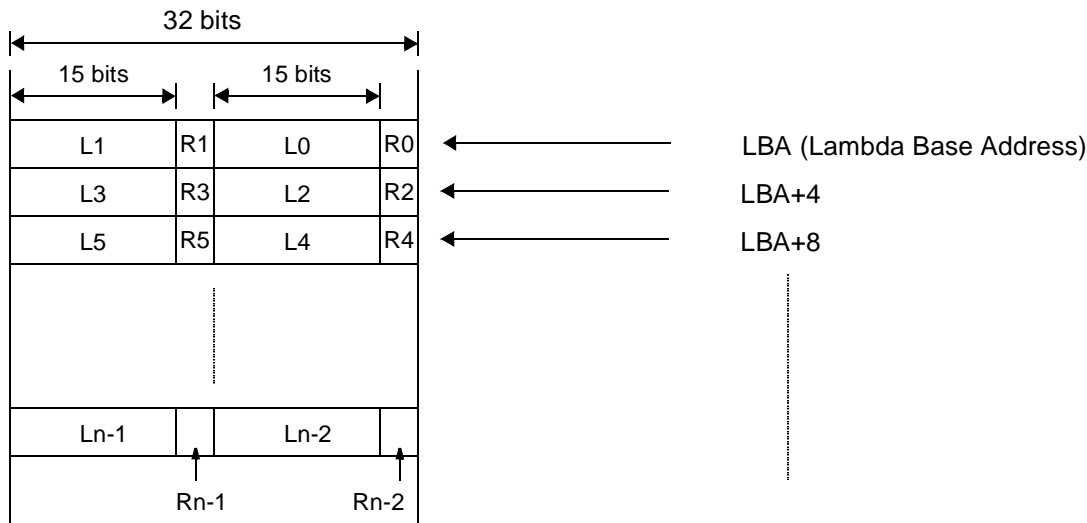 32 bits
15 bits 15 bits
L1 R1 L0 R0 LBA (Lambda Base Address)
L3 R3 L2 R2 LBA+4
L5 R5 L4 R4 LBA+8
Ln-1 Ln-2
Rn-1 Rn-2